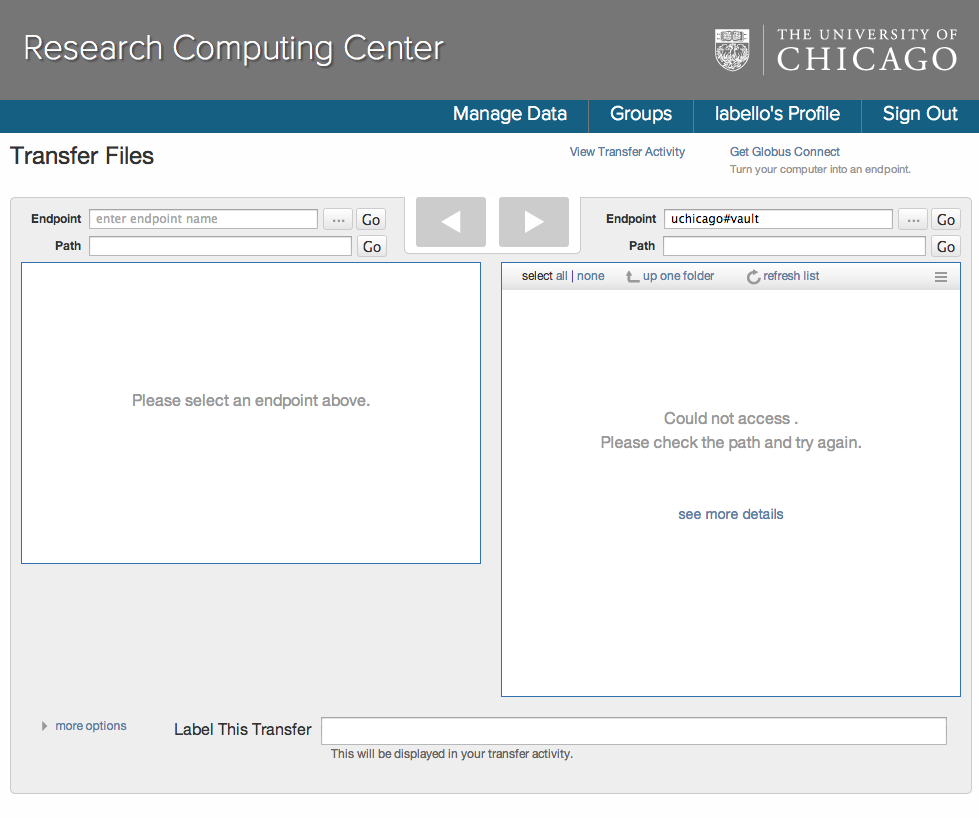 Research Computing Center
THE UNIVERSITY OF
CHICAGO
Manage Data
Groups
labello's Profile
Sign Out
Transfer Files
View Transfer Activity
Get Globus Connect
Turn your computer into an endpoint.
Endpoint enter endpoint name ... Go
Path Go
Endpoint uchicago#vault ... Go
Path Go
Please select an endpoint above.
select all | none up one folder refresh list
Could not access .
Please check the path and try again.
see more details
more options
Label This Transfer
This will be displayed in your transfer activity.